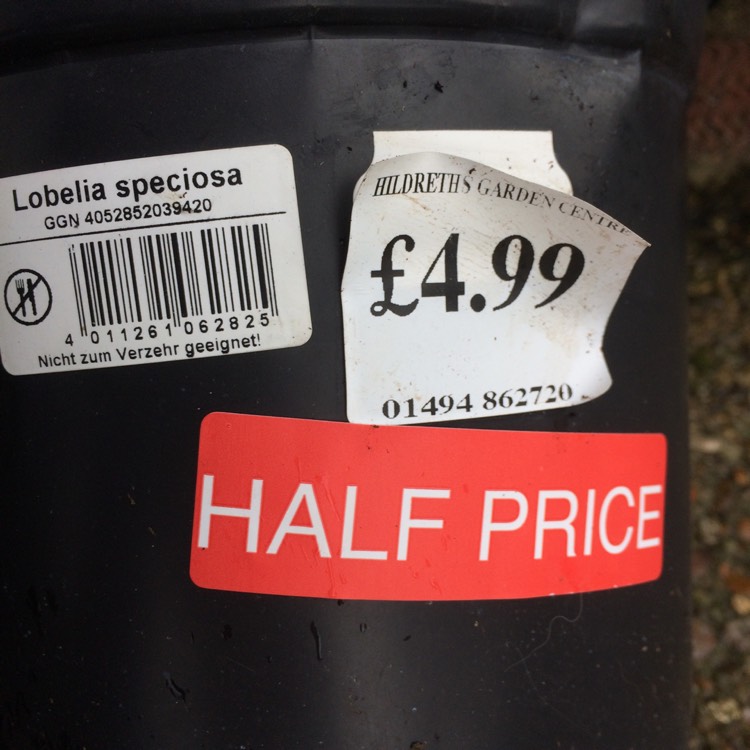 Lobelia speciosa
GGN 4052852039420
4 011261 062825
Nicht zum Verzehr geeignet!
HILDRETHS GARDEN CENTRE
£4.99
01494 862720
HALF PRICE